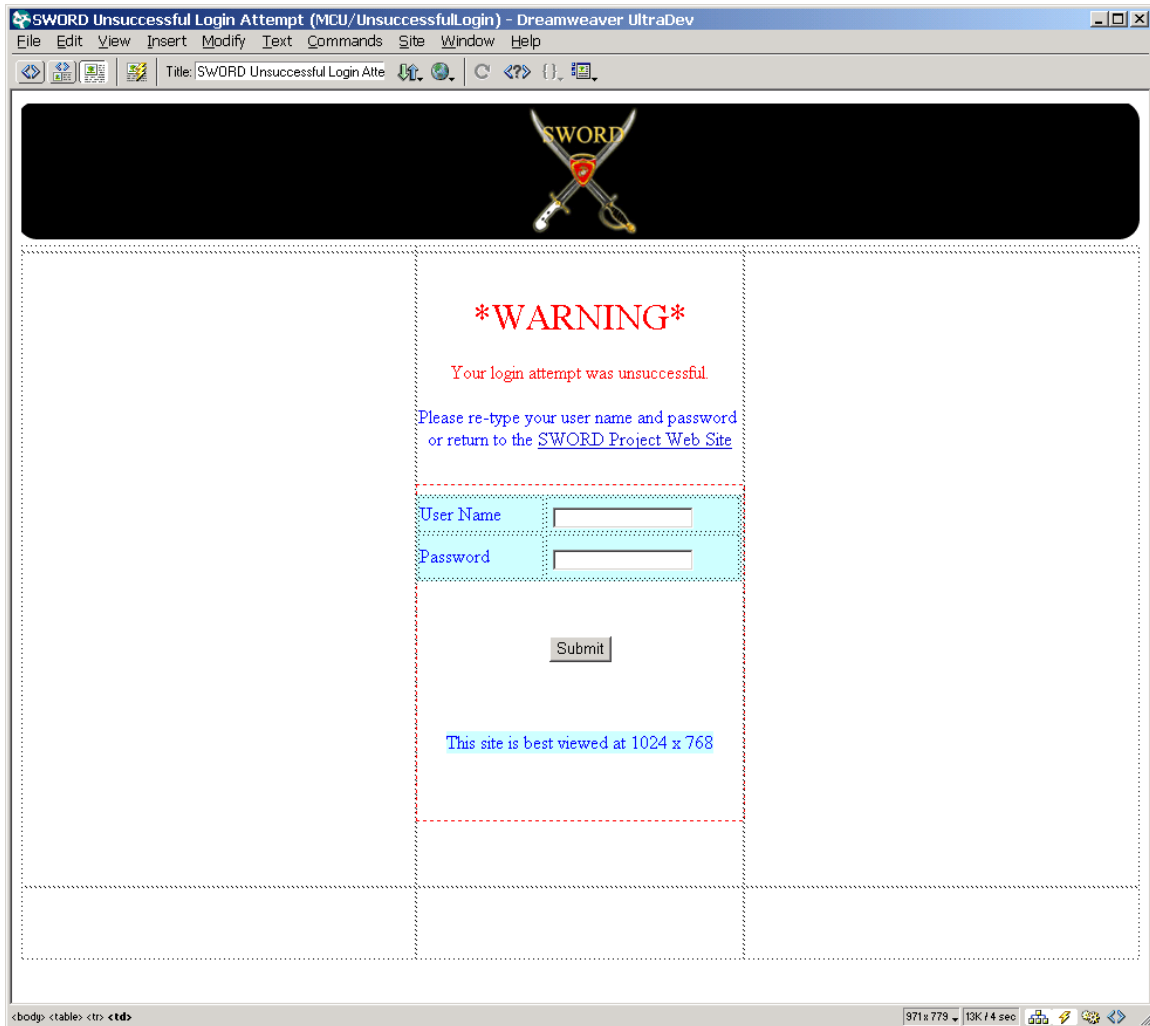 SWORD Unsuccessful Login Attempt (MCU/UnsuccessfulLogin) - Dreamweaver UltraDev
File Edit View Insert Modify Text Commands Site Window Help
Title: SWORD Unsuccessful Login Atte
SWORD
*WARNING*
Your login attempt was unsuccessful.
Please re-type your user name and password
or return to the SWORD Project Web Site
User Name
Password
Submit
This site is best viewed at 1024 x 768
<body> <table> <tr> <td>
971 x 779
13K / 4 sec